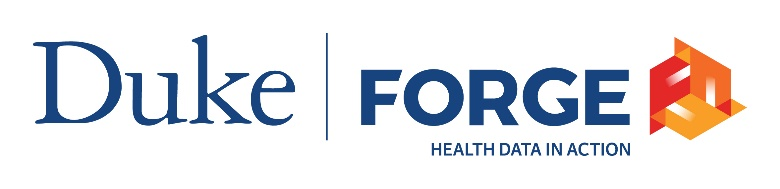 Duke FORGE
HEALTH DATA IN ACTION